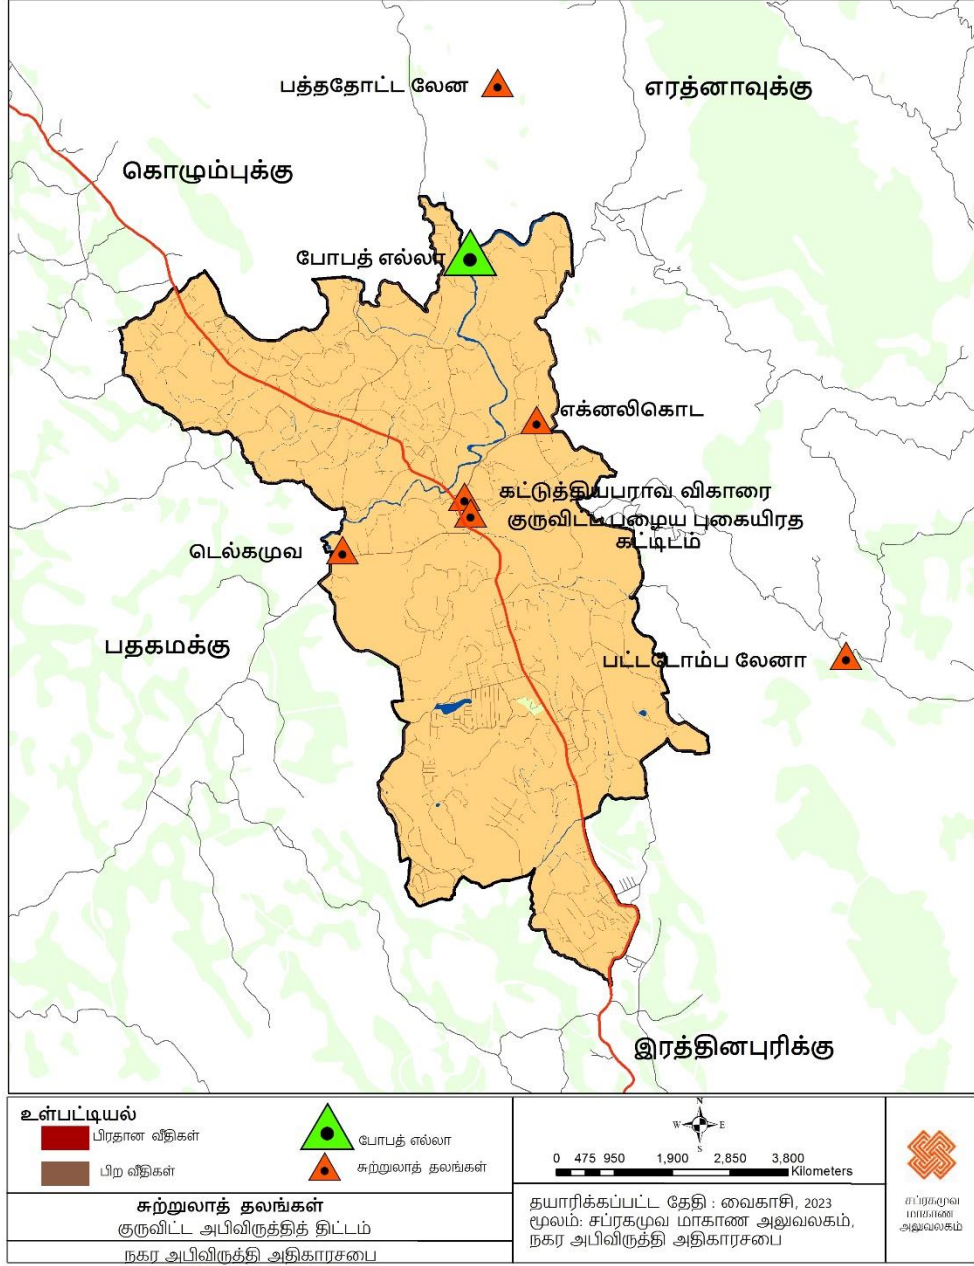 பத்ததோட்ட லேன
எரத்னாவுக்கு
கொழும்புக்கு
போபத் எல்லா
எக்னலிகொட
கட்டுத்தியபராவ விகாரை
குருவிட்ட பழைய புகையிரத
கட்டிடம்
டெல்கமுவ
பதகமக்கு
பட்டடோம்ப லேனா
இரத்தினபுரிக்கு
உள்பட்டியல்
பிரதான வீதிகள்
பிற வீதிகள்
போபத் எல்லா
சுற்றுலாத் தலங்கள்
சுற்றுலாத் தலங்கள்
குருவிட்ட அபிவிருத்தித் திட்டம்
நகர அபிவிருத்தி அதிகாரசபை
N
W E
S
0 475 950 1,900 2,850 3,800
Kilometers
தயாரிக்கப்பட்ட தேதி : வைகாசி, 2023
மூலம்: சப்ரகமுவ மாகாண அலுவலகம்,
நகர அபிவிருத்தி அதிகாரசபை
சப்ரகமுவ
மாகாண
அலுவலகம்